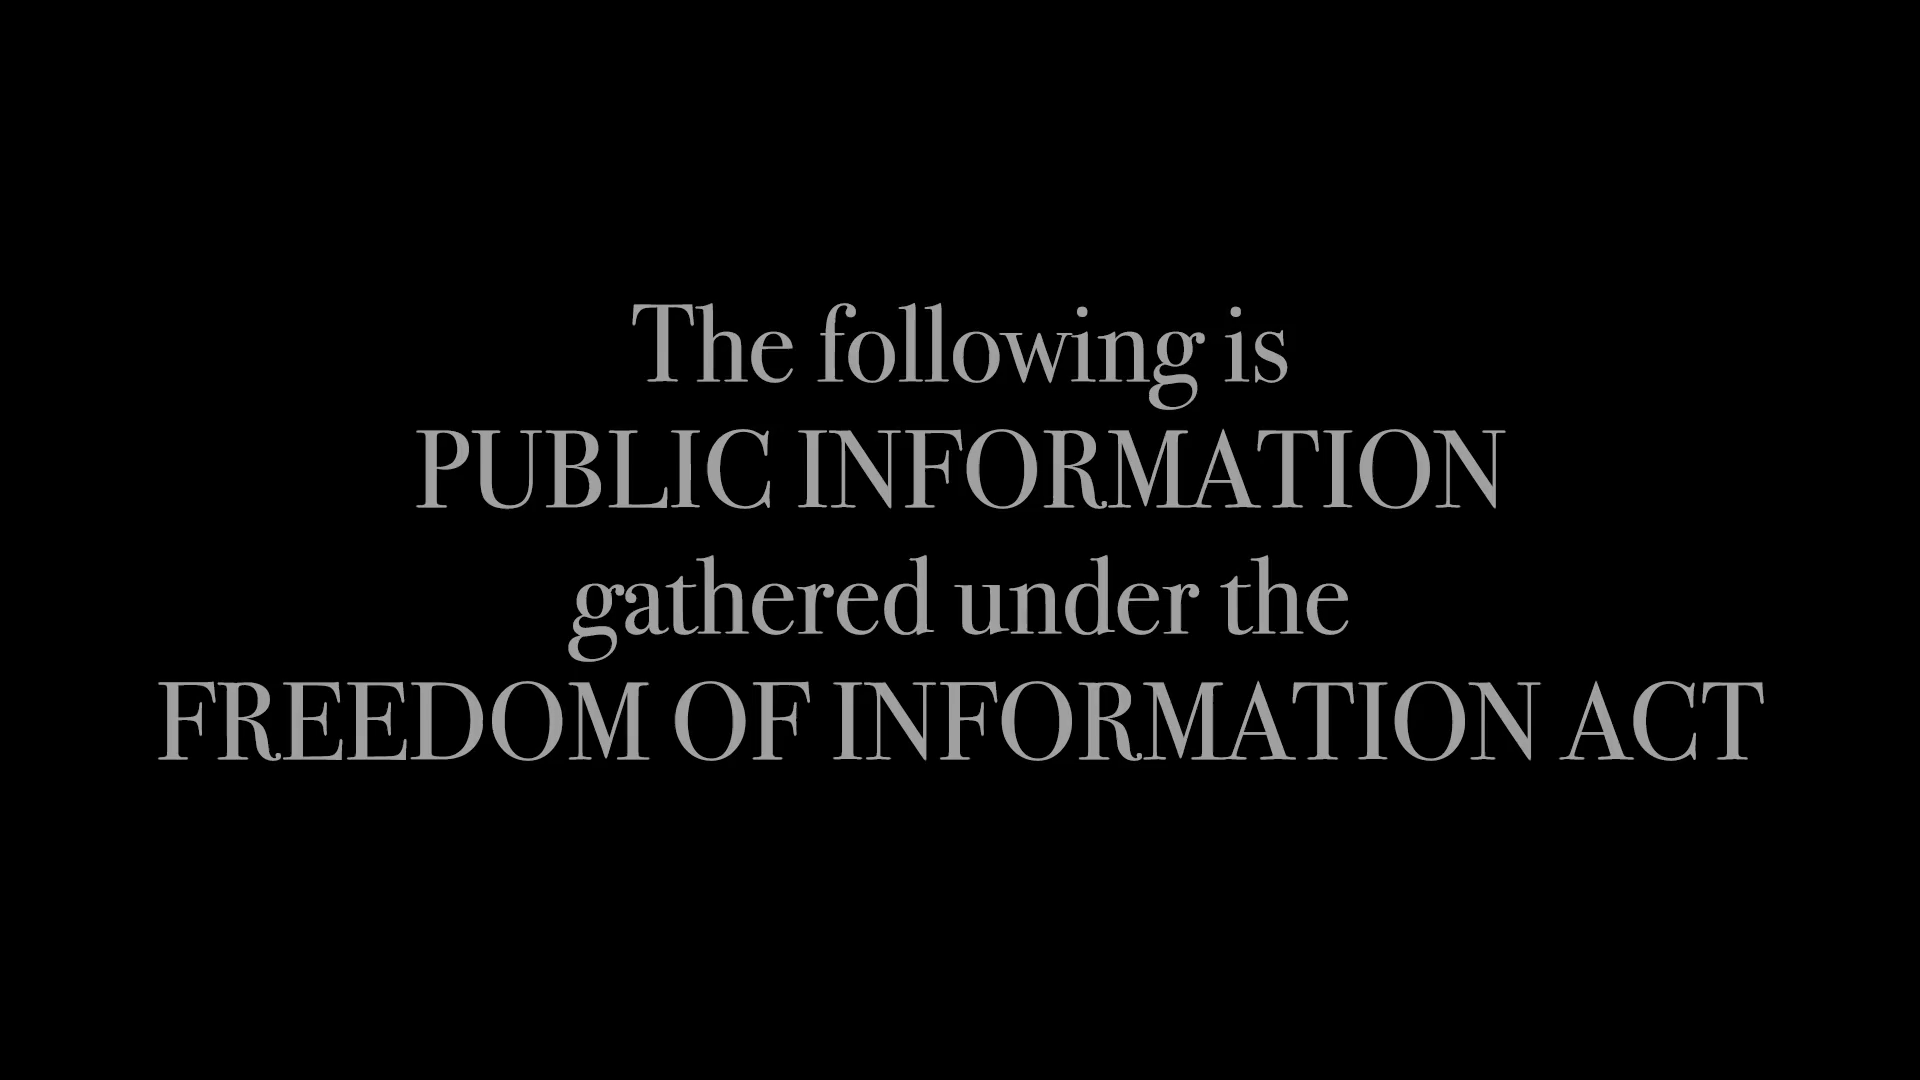 The following is
PUBLIC INFORMATION
gathered under the
FREEDOM OF INFORMATION ACT